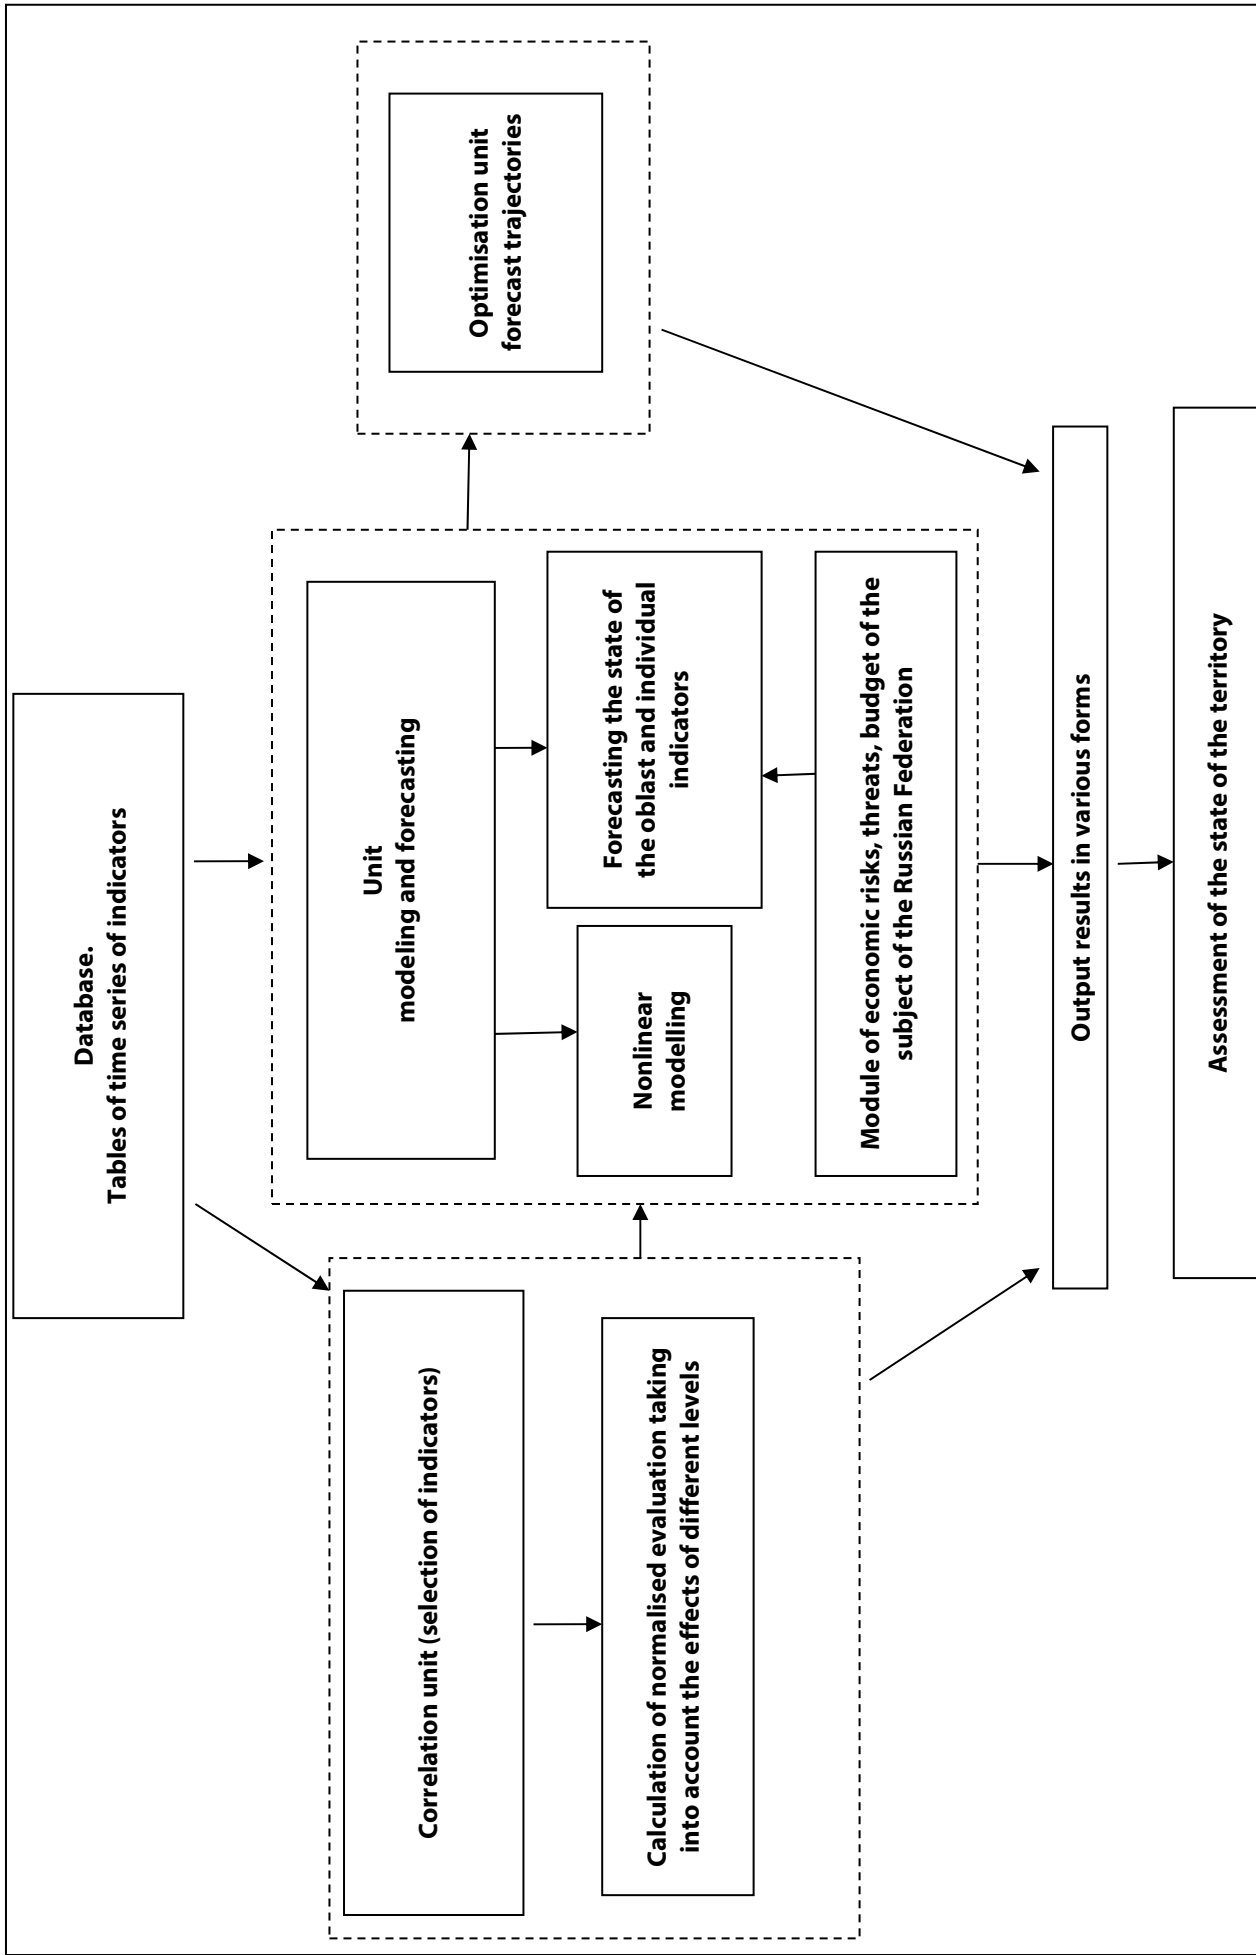 Database.
Tables of time series of indicators
Correlation unit (selection of indicators)
Calculation of normalised evaluation taking
into account the effects of different levels
Unit
modeling and forecasting
Nonlinear
modelling
Forecasting the state of
the oblast and individual
indicators
Module of economic risks, threats, budget of the
subject of the Russian Federation
Optimisation unit
forecast trajectories
Output results in various forms
Assessment of the state of the territory